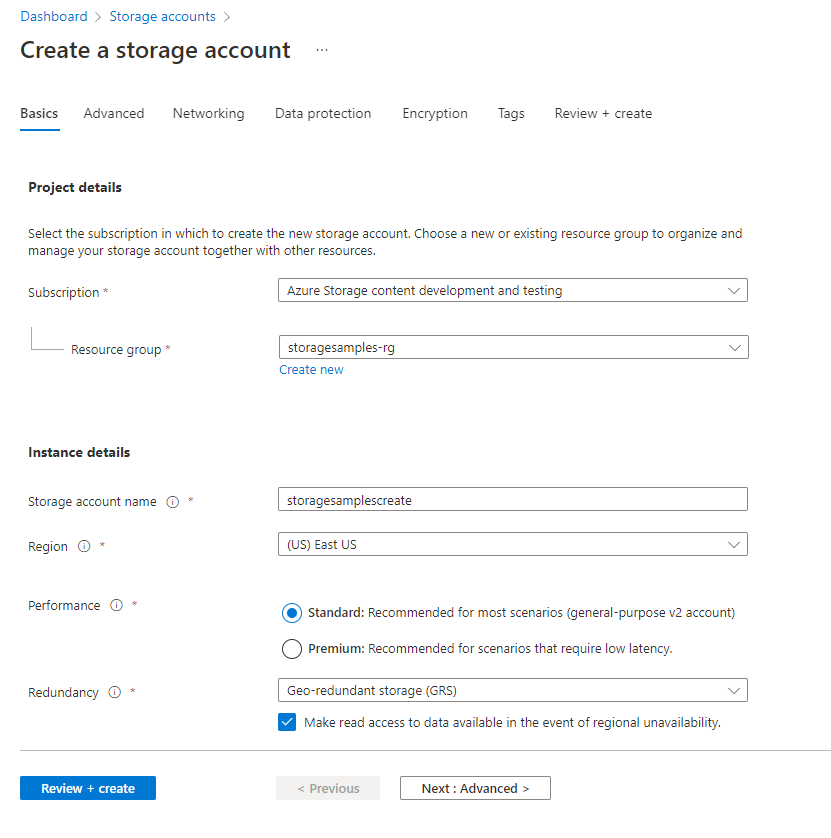 Dashboard > Storage accounts >
Create a storage account ...
Basics Advanced Networking Data protection Encryption Tags Review + create
Project details
Select the subscription in which to create the new storage account. Choose a new or existing resource group to organize and
manage your storage account together with other resources.
Subscription * Azure Storage content development and testing
Resource group * storagesamples-rg
Create new
Instance details
Storage account name * storagesamplescreate
Region * (US) East US
Performance * Standard: Recommended for most scenarios (general-purpose v2 account)
Premium: Recommended for scenarios that require low latency.
Redundancy * Geo-redundant storage (GRS)
Make read access to data available in the event of regional unavailability.
Review + create < Previous Next : Advanced >